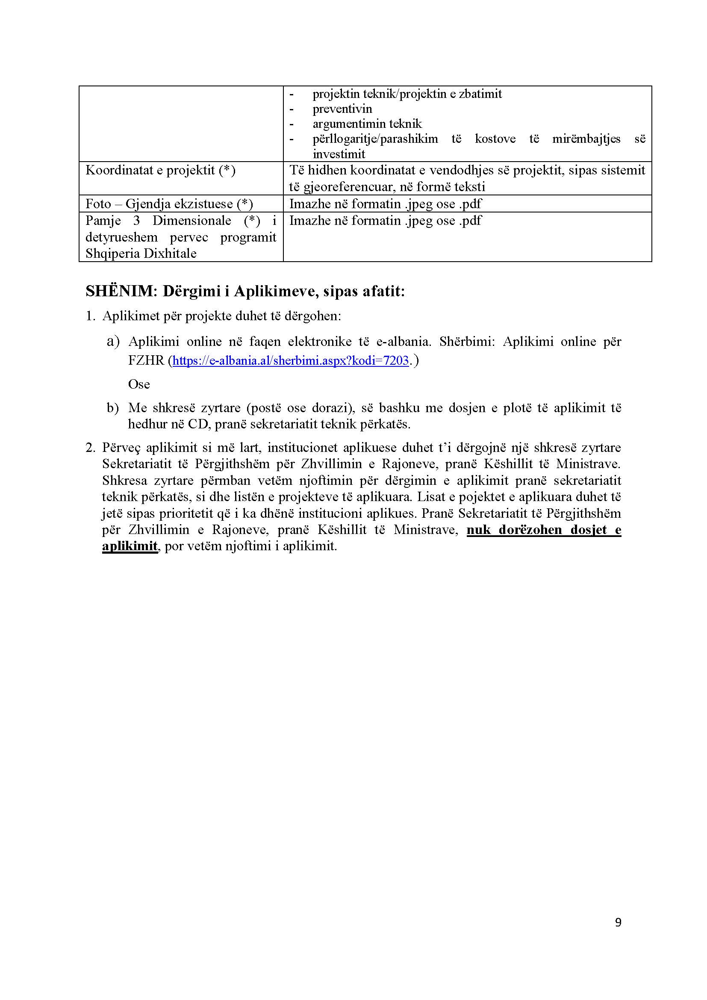 - projektin teknik/projektin e zbatimit
- preventivin
- argumentimin teknik
- përllogaritje/parashikim të kostove të mirëmbajtjes së
investimit
Koordinatat e projektit (*)
Të hidhen koordinatat e vendodhjes së projektit, sipas sistemit
të gjeoreferencuar, në formë teksti
Foto – Gjendja ekzistuese (*)
Imazhe në formatin .jpeg ose .pdf
Pamje 3 Dimensionale (*) i
detyrueshem pervec programit
Shqiperia Dixhitale
Imazhe në formatin .jpeg ose .pdf
SHËNIM: Dërgimi i Aplikimeve, sipas afatit:
1. Aplikimet për projekte duhet të dërgohen:
a) Aplikimi online në faqen elektronike të e-albania. Shërbimi: Aplikimi online për
FZHR (https://e-albania.al/sherbimi.aspx?kodi=7203.)
Ose
b) Me shkresë zyrtare (postë ose dorazi), së bashku me dosjen e plotë të aplikimit të
hedhur në CD, pranë sekretariatit teknik përkatës.
2. Përveç aplikimit si më lart, institucionet aplikuese duhet t’i dërgojnë një shkresë zyrtare
Sekretariatit të Përgjithshëm për Zhvillimin e Rajoneve, pranë Këshillit të Ministrave.
Shkresa zyrtare përmban vetëm njoftimin për dërgimin e aplikimit pranë sekretariatit
teknik përkatës, si dhe listën e projekteve të aplikuara. Lisat e pojektet e aplikuara duhet të
jetë sipas prioritetit që i ka dhënë institucioni aplikues. Pranë Sekretariatit të Përgjithshëm
për Zhvillimin e Rajoneve, pranë Këshillit të Ministrave, nuk dorëzohen dosjet e
aplikimit, por vetëm njoftimi i aplikimit.
9